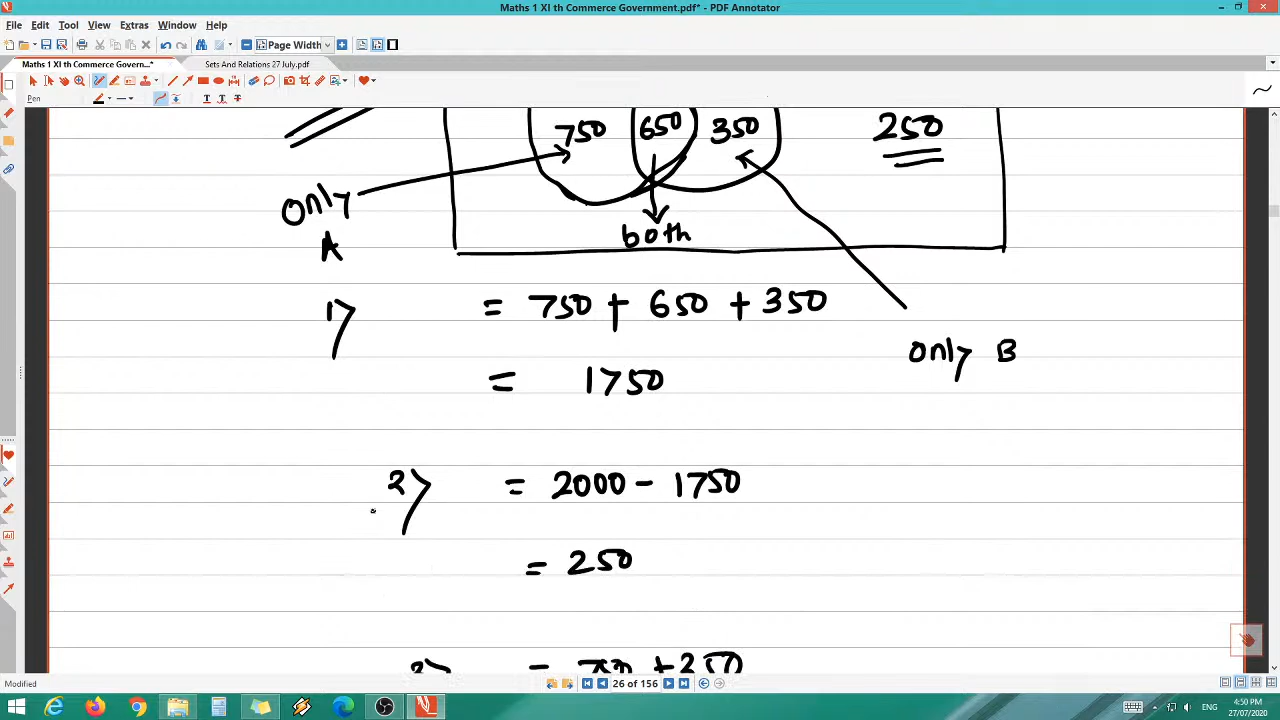 Maths 1 XI th Commerce Government.pdf* - PDF Annotator
File Edit Tool View Extras Window Help
Page Width
Maths 1 XI th Commerce Govern...* Sets And Relations 27 July.pdf
Pen
750 650 350 250
only
A
both
1) = 750 + 650 + 350
only B
= 1750
2) = 2000 - 1750
= 250
= 750 + 350
Modified 26 of 156
4:50 PM
ENG
27/07/2020